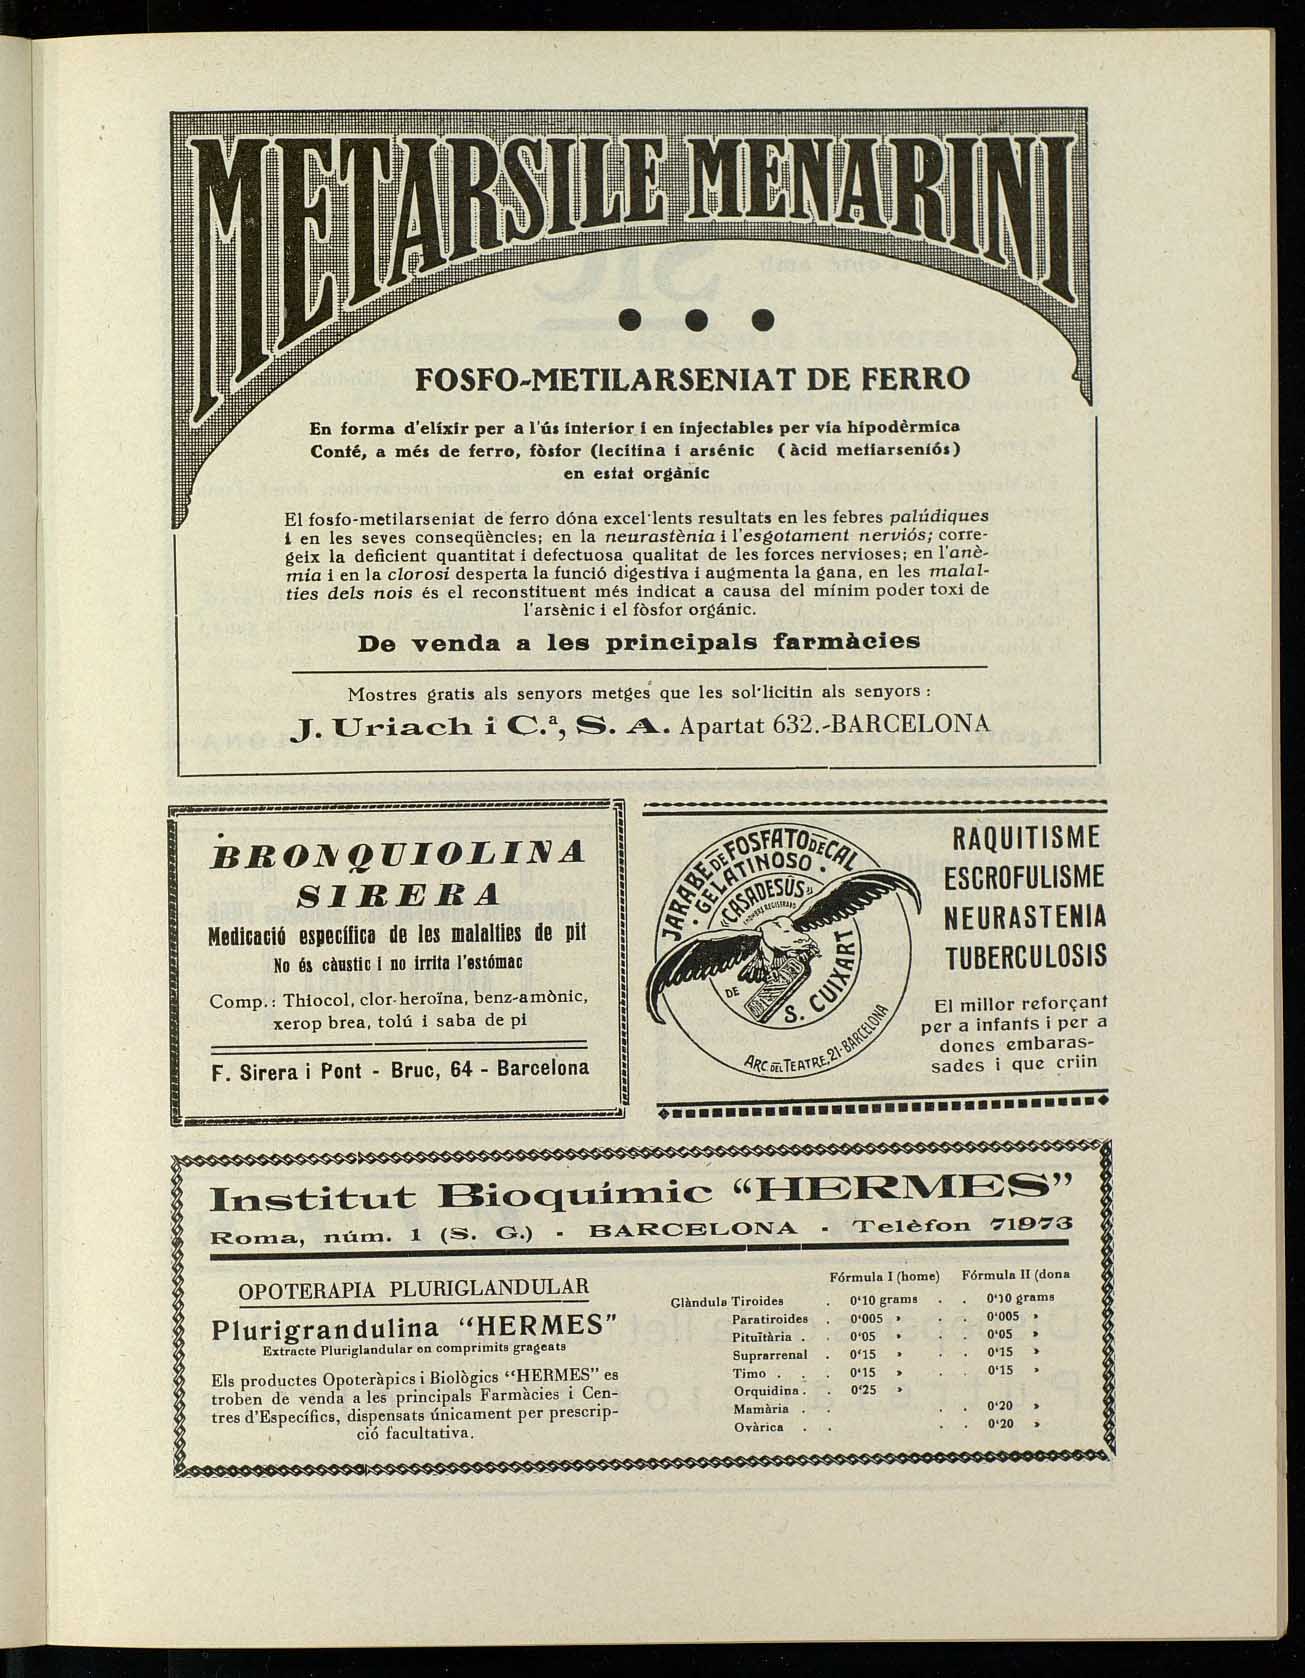 METARSILE MENARINI
FOSFO-METILARSENIAT DE FERRO
En forma d'elíxir per a l'ús interior i en injectables per via hipodèrmica
Conté, a més de ferro, fòsfor (lecitina i arsénic (àcid metiarseniós)
en estat orgànic
El fosfo-metilarseniat de ferro dóna excel·lents resultats en les febres palúdiques
i en les seves conseqüències; en la neurastènia i l'esgotament nerviós; corre-
geix la deficient quantitat i defectuosa qualitat de les forces nervioses; en l'anè-
mia i en la clorosi desperta la funció digestiva i augmenta la gana, en les malal-
ties dels nois és el reconstituent més indicat a causa del mínim poder toxi de
l'arsènic i el fòsfor orgánic.
De venda a les principals farmàcies
Mostres gratis als senyors metges que les sol·licitin als senyors :
J. Uriach i C.ª, S. A. Apartat 632.-BARCELONA
BRONQUIOLINA
SIRERA
Medicació específica de les malalties de pit
No és càustic i no irrita l'estómac
Comp.: Thiocol, clor-heroïna, benz-amònic,
xerop brea, tolú i saba de pi
F. Sirera i Pont - Bruc, 64 - Barcelona
JARABE DE FOSFATO DE CAL
· GELATINOSO ·
"CASADESÚS"
NOMBRE REGISTRADO
DE
S. CUIXART
ARC DEL TEATRE, 21-BARCELONA
RAQUITISME
ESCROFULISME
NEURASTENIA
TUBERCULOSIS
El millor reforçant
per a infants i per a
dones embaras-
sades i que criin
Institut Bioquímic "HERMES"
Roma, núm. 1 (S. G.) - BARCELONA - Telèfon 71973
OPOTERAPIA PLURIGLANDULAR
Plurigrandulina "HERMES"
Extracte Pluriglandular en comprimits grageats
Els productes Opoteràpics i Biològics "HERMES" es
troben de venda a les principals Farmàcies i Cen-
tres d'Específics, dispensats únicament per prescrip-
ció facultativa.
Fórmula I (home) Fórmula II (dona
Glàndula Tiroides . 0'10 grams . . 0'10 grams
Paratiroides . 0'005 » . . 0'005 »
Pituïtària . . 0'05 » . . 0'05 »
Suprarrenal . 0'15 » . . 0'15 »
Timo . . . 0'15 » . . 0'15 »
Orquidina . . 0'25 »
Mamària . . . . 0'20 »
Ovàrica . . . . 0'20 »